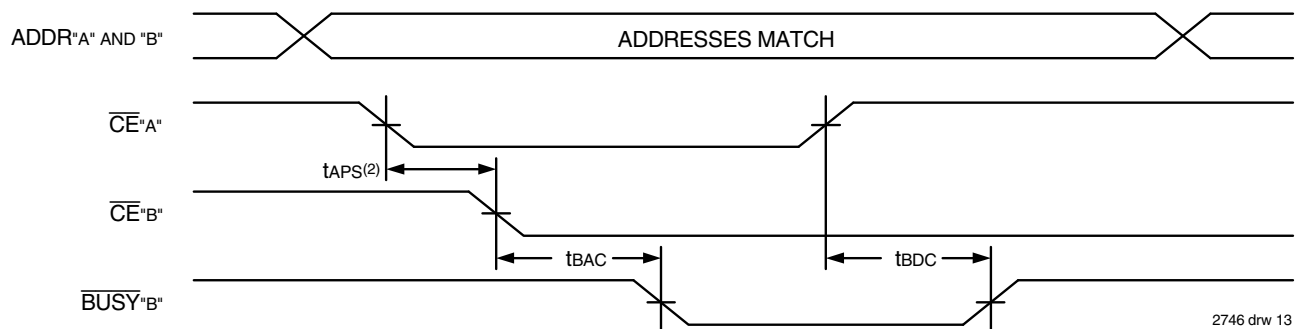 ADDR"A" AND "B"
ADDRESSES MATCH
CE"A"
tAPS(2)
CE"B"
tBAC
tBDC
BUSY"B"
2746 drw 13